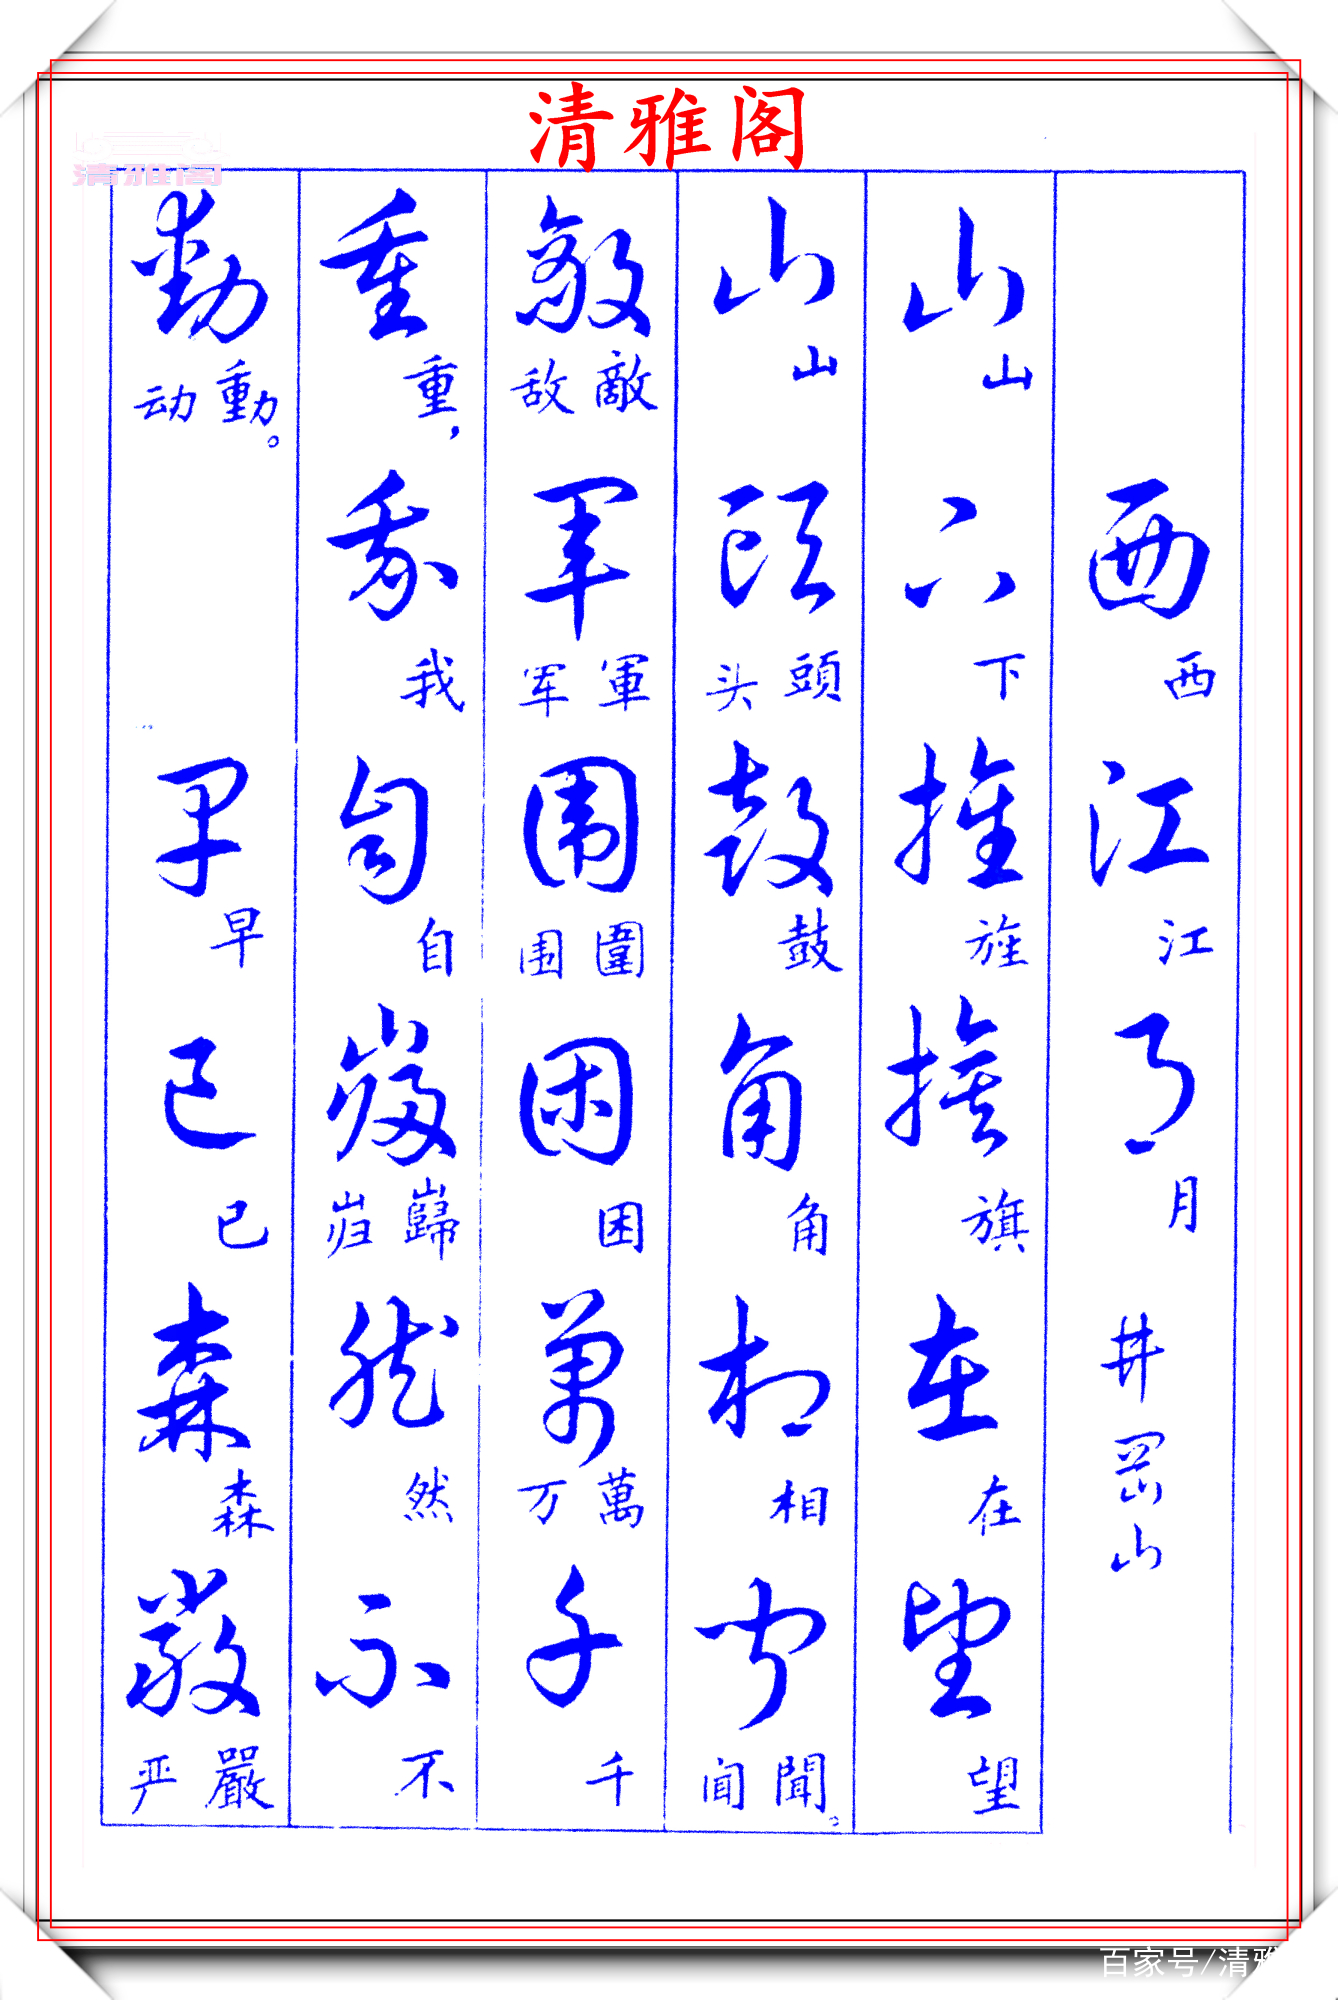 清雅阁
清雅阁
西 西 江 江 月 月 井岡山
山 山 下 下 旌 旌 旗 旗 在 在 望 望
山 山 頭 頭 头 鼓 鼓 角 角 相 相 聞 聞 闻。
敵 敵 敌 軍 軍 军 圍 圍 围 困 困 萬 萬 万 千 千
重 重, 我 我 自 自 巋 巋 岿 然 然 不 不
動 動 动。 早 早 已 已 森 森 嚴 嚴 严
百家号/清雅